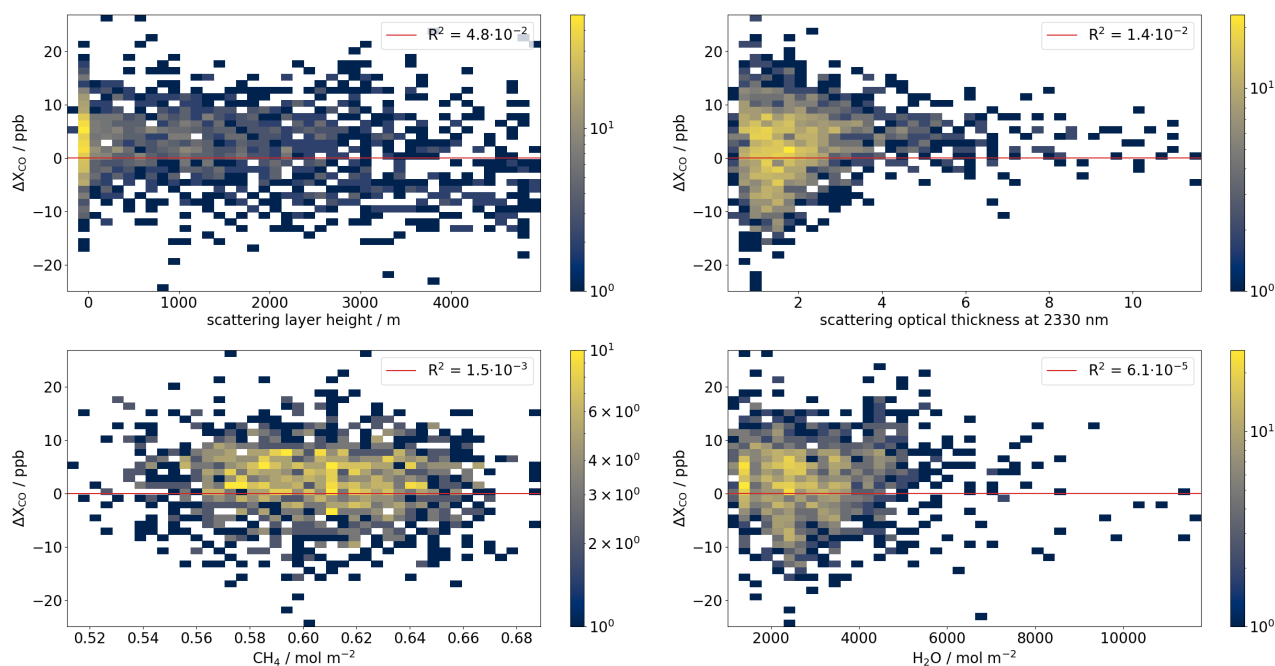 R² = 4.8·10⁻²
20
10
0
−10
−20
ΔX_CO / ppb
0 1000 2000 3000 4000
scattering layer height / m
10¹
10⁰
R² = 1.4·10⁻²
20
10
0
−10
−20
ΔX_CO / ppb
2 4 6 8 10
scattering optical thickness at 2330 nm
10¹
10⁰
R² = 1.5·10⁻³
20
10
0
−10
−20
ΔX_CO / ppb
0.52 0.54 0.56 0.58 0.60 0.62 0.64 0.66 0.68
CH₄ / mol m⁻²
10¹
6 × 10⁰
4 × 10⁰
3 × 10⁰
2 × 10⁰
10⁰
R² = 6.1·10⁻⁵
20
10
0
−10
−20
ΔX_CO / ppb
2000 4000 6000 8000 10000
H₂O / mol m⁻²
10¹
10⁰